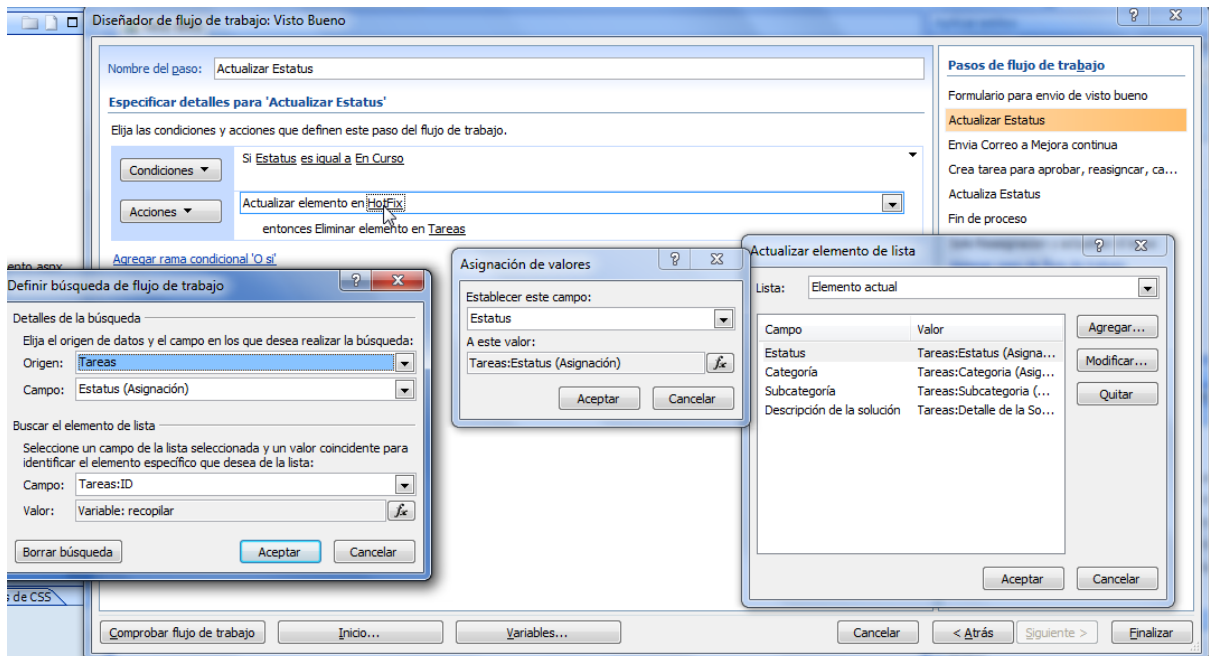 Diseñador de flujo de trabajo: Visto Bueno
Nombre del paso: Actualizar Estatus
Especificar detalles para 'Actualizar Estatus'
Elija las condiciones y acciones que definen este paso del flujo de trabajo.
Condiciones
Si Estatus es igual a En Curso
Acciones
Actualizar elemento en HotFix
entonces Eliminar elemento en Tareas
Agregar rama condicional 'O si'
Pasos de flujo de trabajo
Formulario para envio de visto bueno
Actualizar Estatus
Envia Correo a Mejora continua
Crea tarea para aprobar, reasigncar, ca...
Actualiza Estatus
Fin de proceso
ento.aspx
Definir búsqueda de flujo de trabajo
Detalles de la búsqueda
Elija el origen de datos y el campo en los que desea realizar la búsqueda:
Origen: Tareas
Campo: Estatus (Asignación)
Buscar el elemento de lista
Seleccione un campo de la lista seleccionada y un valor coincidente para
identificar el elemento específico que desea de la lista:
Campo: Tareas:ID
Valor: Variable: recopilar fx
Borrar búsqueda Aceptar Cancelar
Asignación de valores
Establecer este campo:
Estatus
A este valor:
Tareas:Estatus (Asignación) fx
Aceptar Cancelar
Actualizar elemento de lista
Lista: Elemento actual
Campo Valor
Estatus Tareas:Estatus (Asigna...
Categoría Tareas:Categoria (Asig...
Subcategoría Tareas:Subcategoria (...
Descripción de la solución Tareas:Detalle de la So...
Agregar...
Modificar...
Quitar
Aceptar Cancelar
s de CSS
Comprobar flujo de trabajo Inicio... Variables... Cancelar < Atrás Siguiente > Finalizar